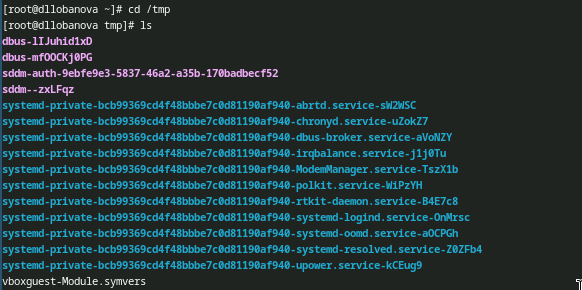 [root@dllobanova ~]# cd /tmp
[root@dllobanova tmp]# ls
dbus-lIJuhid1xD
dbus-mfOOCKj0PG
sddm-auth-9ebfe9e3-5837-46a2-a35b-170badbecf52
sddm--zxLFqz
systemd-private-bcb99369cd4f48bbbe7c0d81190af940-abrtd.service-sW2WSC
systemd-private-bcb99369cd4f48bbbe7c0d81190af940-chronyd.service-uZokZ7
systemd-private-bcb99369cd4f48bbbe7c0d81190af940-dbus-broker.service-aVoNZY
systemd-private-bcb99369cd4f48bbbe7c0d81190af940-irqbalance.service-j1j0Tu
systemd-private-bcb99369cd4f48bbbe7c0d81190af940-ModemManager.service-TszX1b
systemd-private-bcb99369cd4f48bbbe7c0d81190af940-polkit.service-WiPzYH
systemd-private-bcb99369cd4f48bbbe7c0d81190af940-rtkit-daemon.service-B4E7c8
systemd-private-bcb99369cd4f48bbbe7c0d81190af940-systemd-logind.service-OnMrsc
systemd-private-bcb99369cd4f48bbbe7c0d81190af940-systemd-oomd.service-aOCPGh
systemd-private-bcb99369cd4f48bbbe7c0d81190af940-systemd-resolved.service-Z0ZFb4
systemd-private-bcb99369cd4f48bbbe7c0d81190af940-upower.service-kCEug9
vboxguest-Module.symvers